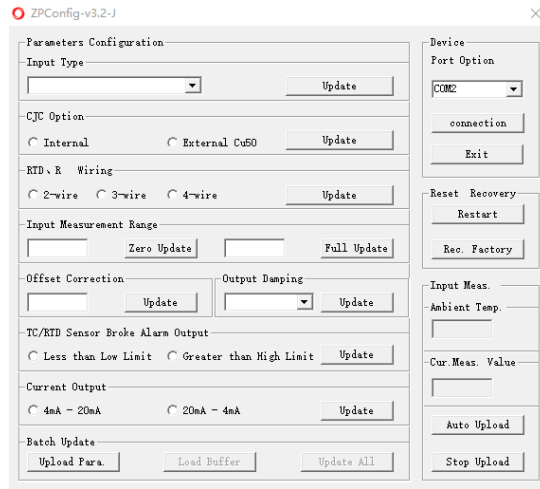 ZPConfig-v3.2-J
Parameters Configuration
Input Type
Update
CJC Option
Internal External Cu50 Update
RTD、R Wiring
2-wire 3-wire 4-wire Update
Input Measurement Range
Zero Update Full Update
Offset Correction Output Damping
Update Update
TC/RTD Sensor Broke Alarm Output
Less than Low Limit Greater than High Limit Update
Current Output
4mA - 20mA 20mA - 4mA Update
Batch Update
Upload Para. Load Buffer Update All
Device
Port Option
COM2
connection
Exit
Reset Recovery
Restart
Rec. Factory
Input Meas.
Ambient Temp.
Cur.Meas. Value
Auto Upload
Stop Upload